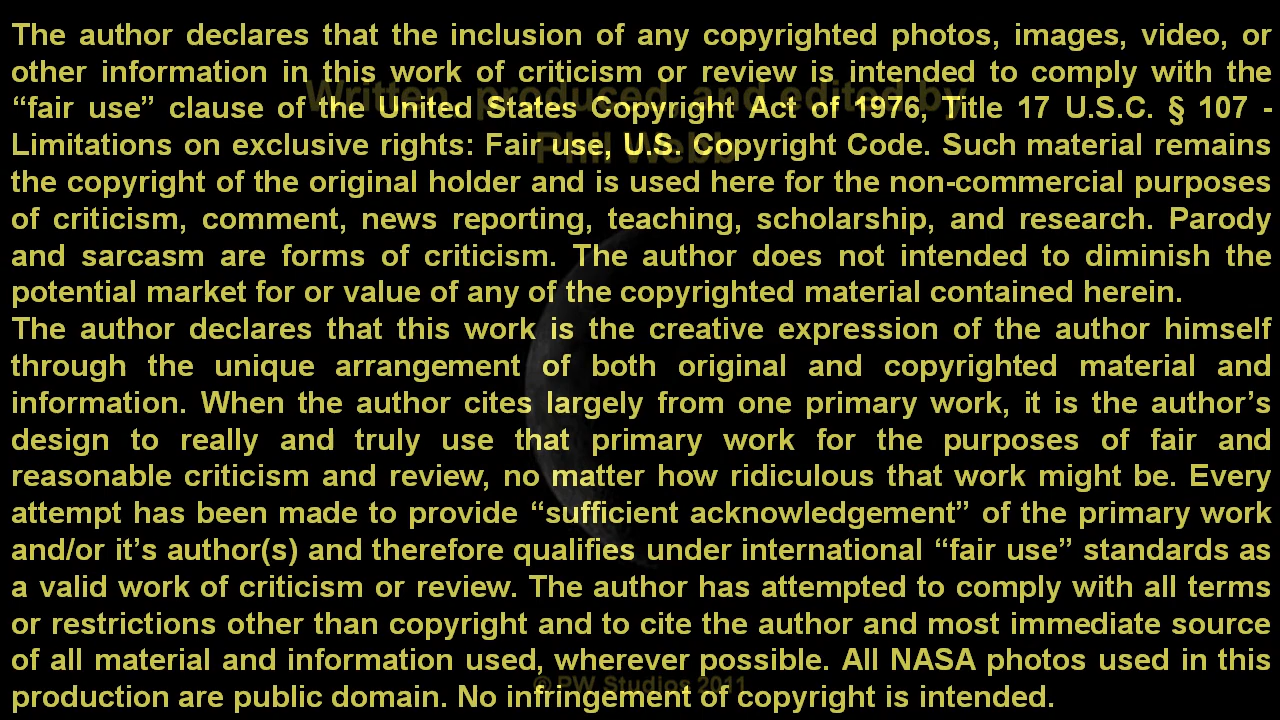 The author declares that the inclusion of any copyrighted photos, images, video, or
other information in this work of criticism or review is intended to comply with the
“fair use” clause of the United States Copyright Act of 1976, Title 17 U.S.C. § 107 -
Limitations on exclusive rights: Fair use, U.S. Copyright Code. Such material remains
the copyright of the original holder and is used here for the non-commercial purposes
of criticism, comment, news reporting, teaching, scholarship, and research. Parody
and sarcasm are forms of criticism. The author does not intended to diminish the
potential market for or value of any of the copyrighted material contained herein.
The author declares that this work is the creative expression of the author himself
through the unique arrangement of both original and copyrighted material and
information. When the author cites largely from one primary work, it is the author’s
design to really and truly use that primary work for the purposes of fair and
reasonable criticism and review, no matter how ridiculous that work might be. Every
attempt has been made to provide “sufficient acknowledgement” of the primary work
and/or it’s author(s) and therefore qualifies under international “fair use” standards as
a valid work of criticism or review. The author has attempted to comply with all terms
or restrictions other than copyright and to cite the author and most immediate source
of all material and information used, wherever possible. All NASA photos used in this
production are public domain. No infringement of copyright is intended.
Written, produced, and edited by
Phil Webb
© PW Studios 2011